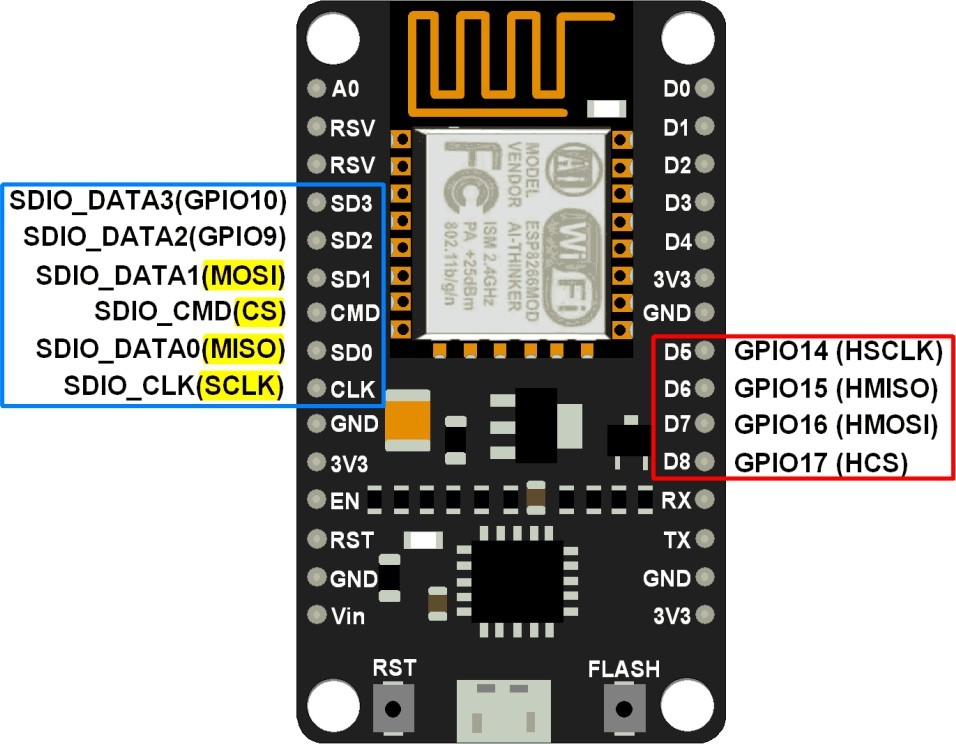 A0
RSV
RSV
SDIO_DATA3(GPIO10) SD3
SDIO_DATA2(GPIO9) SD2
SDIO_DATA1(MOSI) SD1
SDIO_CMD(CS) CMD
SDIO_DATA0(MISO) SD0
SDIO_CLK(SCLK) CLK
GND
3V3
EN
RST
GND
Vin
MODEL ESP8266MOD
VENDOR AI-THINKER
ISM 2.4GHz
PA +25dBm
802.11b/g/n
FC
AI
WiFi
D0
D1
D2
D3
D4
3V3
GND
D5 GPIO14 (HSCLK)
D6 GPIO15 (HMISO)
D7 GPIO16 (HMOSI)
D8 GPIO17 (HCS)
RX
TX
GND
3V3
RST
FLASH